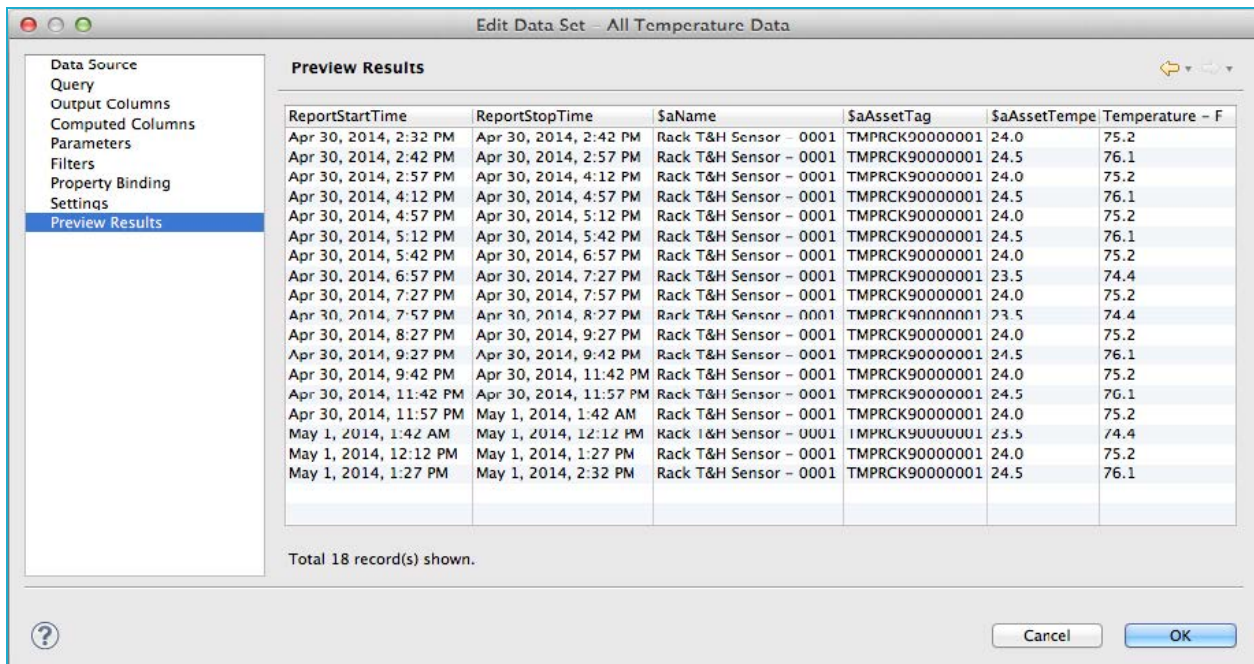 Edit Data Set – All Temperature Data
Data Source
Query
Output Columns
Computed Columns
Parameters
Filters
Property Binding
Settings
Preview Results
Preview Results
ReportStartTime ReportStopTime $aName $aAssetTag $aAssetTempe Temperature – F
Apr 30, 2014, 2:32 PM Apr 30, 2014, 2:42 PM Rack T&H Sensor – 0001 TMPRCK90000001 24.0 75.2
Apr 30, 2014, 2:42 PM Apr 30, 2014, 2:57 PM Rack T&H Sensor – 0001 TMPRCK90000001 24.5 76.1
Apr 30, 2014, 2:57 PM Apr 30, 2014, 4:12 PM Rack T&H Sensor – 0001 TMPRCK90000001 24.0 75.2
Apr 30, 2014, 4:12 PM Apr 30, 2014, 4:57 PM Rack T&H Sensor – 0001 TMPRCK90000001 24.5 76.1
Apr 30, 2014, 4:57 PM Apr 30, 2014, 5:12 PM Rack T&H Sensor – 0001 TMPRCK90000001 24.0 75.2
Apr 30, 2014, 5:12 PM Apr 30, 2014, 5:42 PM Rack T&H Sensor – 0001 TMPRCK90000001 24.5 76.1
Apr 30, 2014, 5:42 PM Apr 30, 2014, 6:57 PM Rack T&H Sensor – 0001 TMPRCK90000001 24.0 75.2
Apr 30, 2014, 6:57 PM Apr 30, 2014, 7:27 PM Rack T&H Sensor – 0001 TMPRCK90000001 23.5 74.4
Apr 30, 2014, 7:27 PM Apr 30, 2014, 7:57 PM Rack T&H Sensor – 0001 TMPRCK90000001 24.0 75.2
Apr 30, 2014, 7:57 PM Apr 30, 2014, 8:27 PM Rack T&H Sensor – 0001 TMPRCK90000001 23.5 74.4
Apr 30, 2014, 8:27 PM Apr 30, 2014, 9:27 PM Rack T&H Sensor – 0001 TMPRCK90000001 24.0 75.2
Apr 30, 2014, 9:27 PM Apr 30, 2014, 9:42 PM Rack T&H Sensor – 0001 TMPRCK90000001 24.5 76.1
Apr 30, 2014, 9:42 PM Apr 30, 2014, 11:42 PM Rack T&H Sensor – 0001 TMPRCK90000001 24.0 75.2
Apr 30, 2014, 11:42 PM Apr 30, 2014, 11:57 PM Rack T&H Sensor – 0001 TMPRCK90000001 24.5 76.1
Apr 30, 2014, 11:57 PM May 1, 2014, 1:42 AM Rack T&H Sensor – 0001 TMPRCK90000001 24.0 75.2
May 1, 2014, 1:42 AM May 1, 2014, 12:12 PM Rack T&H Sensor – 0001 TMPRCK90000001 23.5 74.4
May 1, 2014, 12:12 PM May 1, 2014, 1:27 PM Rack T&H Sensor – 0001 TMPRCK90000001 24.0 75.2
May 1, 2014, 1:27 PM May 1, 2014, 2:32 PM Rack T&H Sensor – 0001 TMPRCK90000001 24.5 76.1
Total 18 record(s) shown.
?
Cancel OK